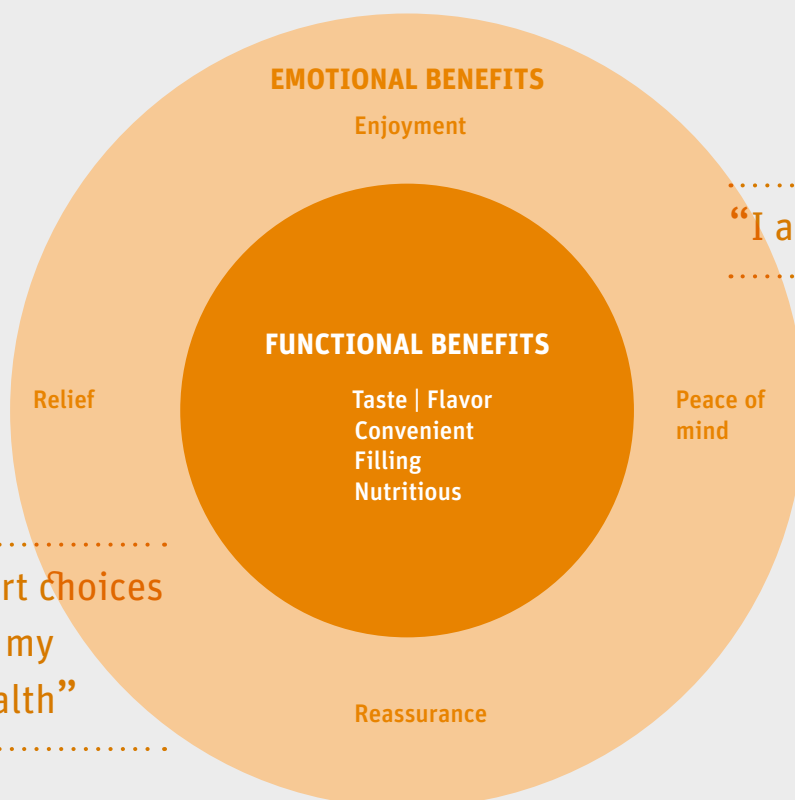 EMOTIONAL BENEFITS
Enjoyment
“I a
FUNCTIONAL BENEFITS
Taste | Flavor
Convenient
Filling
Nutritious
Relief
Peace of
mind
rt choices
my
alth”
Reassurance